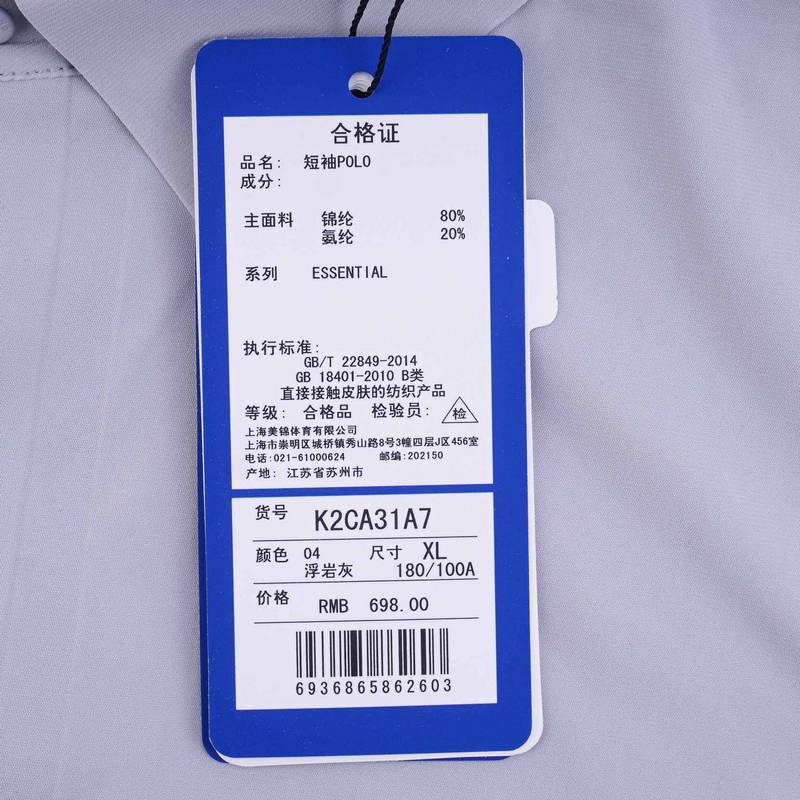 合格证
品名: 短袖POLO
成分:
主面料 锦纶 80%
氨纶 20%
系列 ESSENTIAL
执行标准:
GB/T 22849-2014
GB 18401-2010 B类
直接接触皮肤的纺织产品
等级: 合格品 检验员: 检
上海美锦体育有限公司
上海市崇明区城桥镇秀山路8号3幢四层J区456室
电话:021-61000624 邮编:202150
产地: 江苏省苏州市
货号 K2CA31A7
颜色 04 尺寸 XL
浮岩灰 180/100A
价格 RMB 698.00
6936865862603